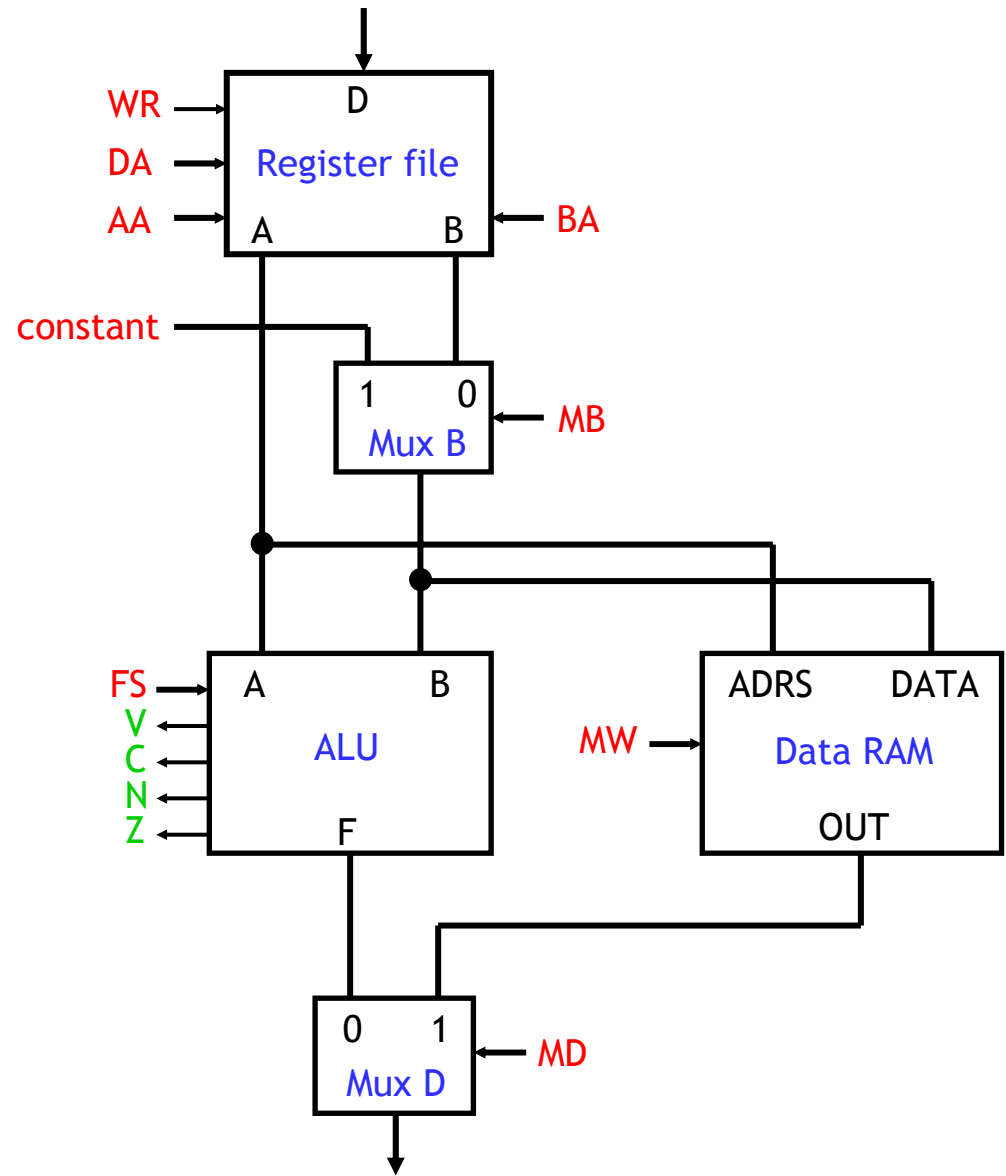 D
WR
DA
Register file
AA
A
B
BA
constant
1 0
Mux B
MB
FS
V
C
N
Z
A B
ALU
F
MW
ADRS DATA
Data RAM
OUT
0 1
Mux D
MD